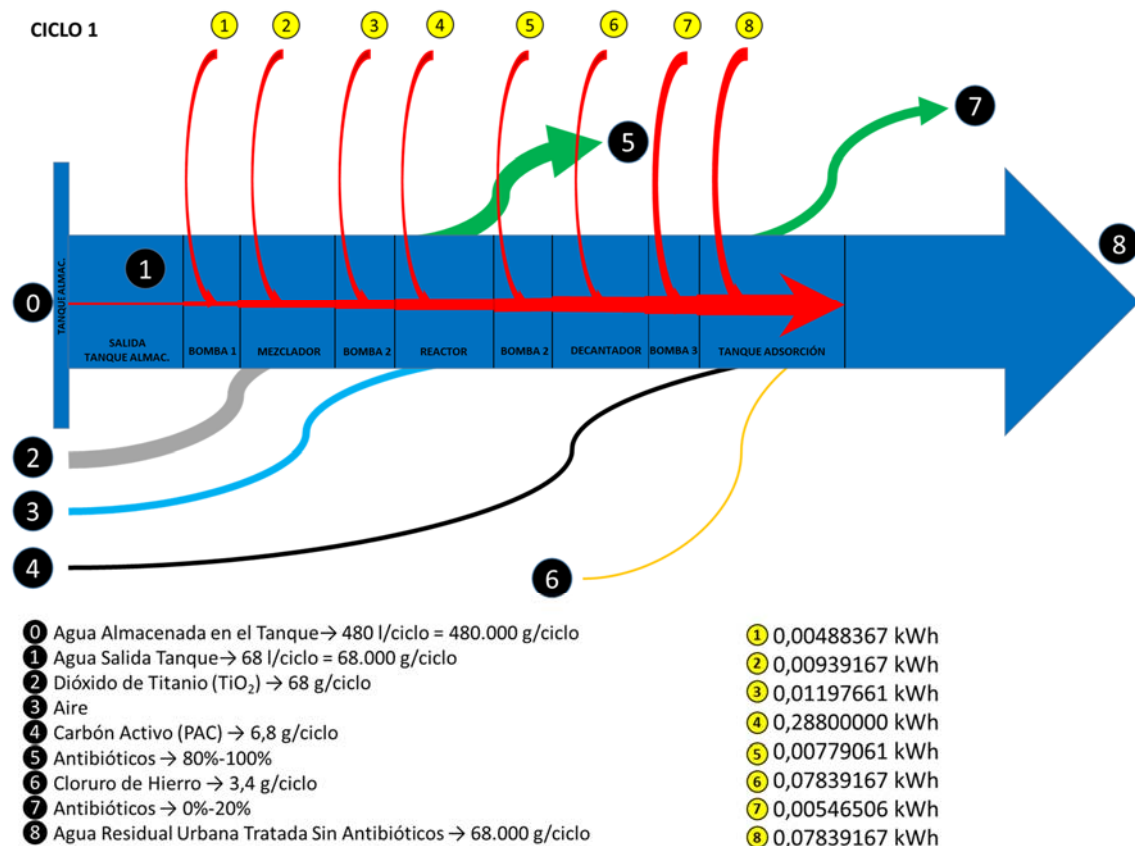 CICLO 1
1 2 3 4 5 6 7 8
5
7
8
0
1
TANQUE ALMAC.
SALIDA
TANQUE ALMAC.
BOMBA 1
MEZCLADOR
BOMBA 2
REACTOR
BOMBA 2
DECANTADOR
BOMBA 3
TANQUE ADSORCIÓN
2
3
4
6
0 Agua Almacenada en el Tanque→ 480 l/ciclo = 480.000 g/ciclo
1 Agua Salida Tanque→ 68 l/ciclo = 68.000 g/ciclo
2 Dióxido de Titanio (TiO₂) → 68 g/ciclo
3 Aire
4 Carbón Activo (PAC) → 6,8 g/ciclo
5 Antibióticos → 80%-100%
6 Cloruro de Hierro → 3,4 g/ciclo
7 Antibióticos → 0%-20%
8 Agua Residual Urbana Tratada Sin Antibióticos → 68.000 g/ciclo
1 0,00488367 kWh
2 0,00939167 kWh
3 0,01197661 kWh
4 0,28800000 kWh
5 0,00779061 kWh
6 0,07839167 kWh
7 0,00546506 kWh
8 0,07839167 kWh